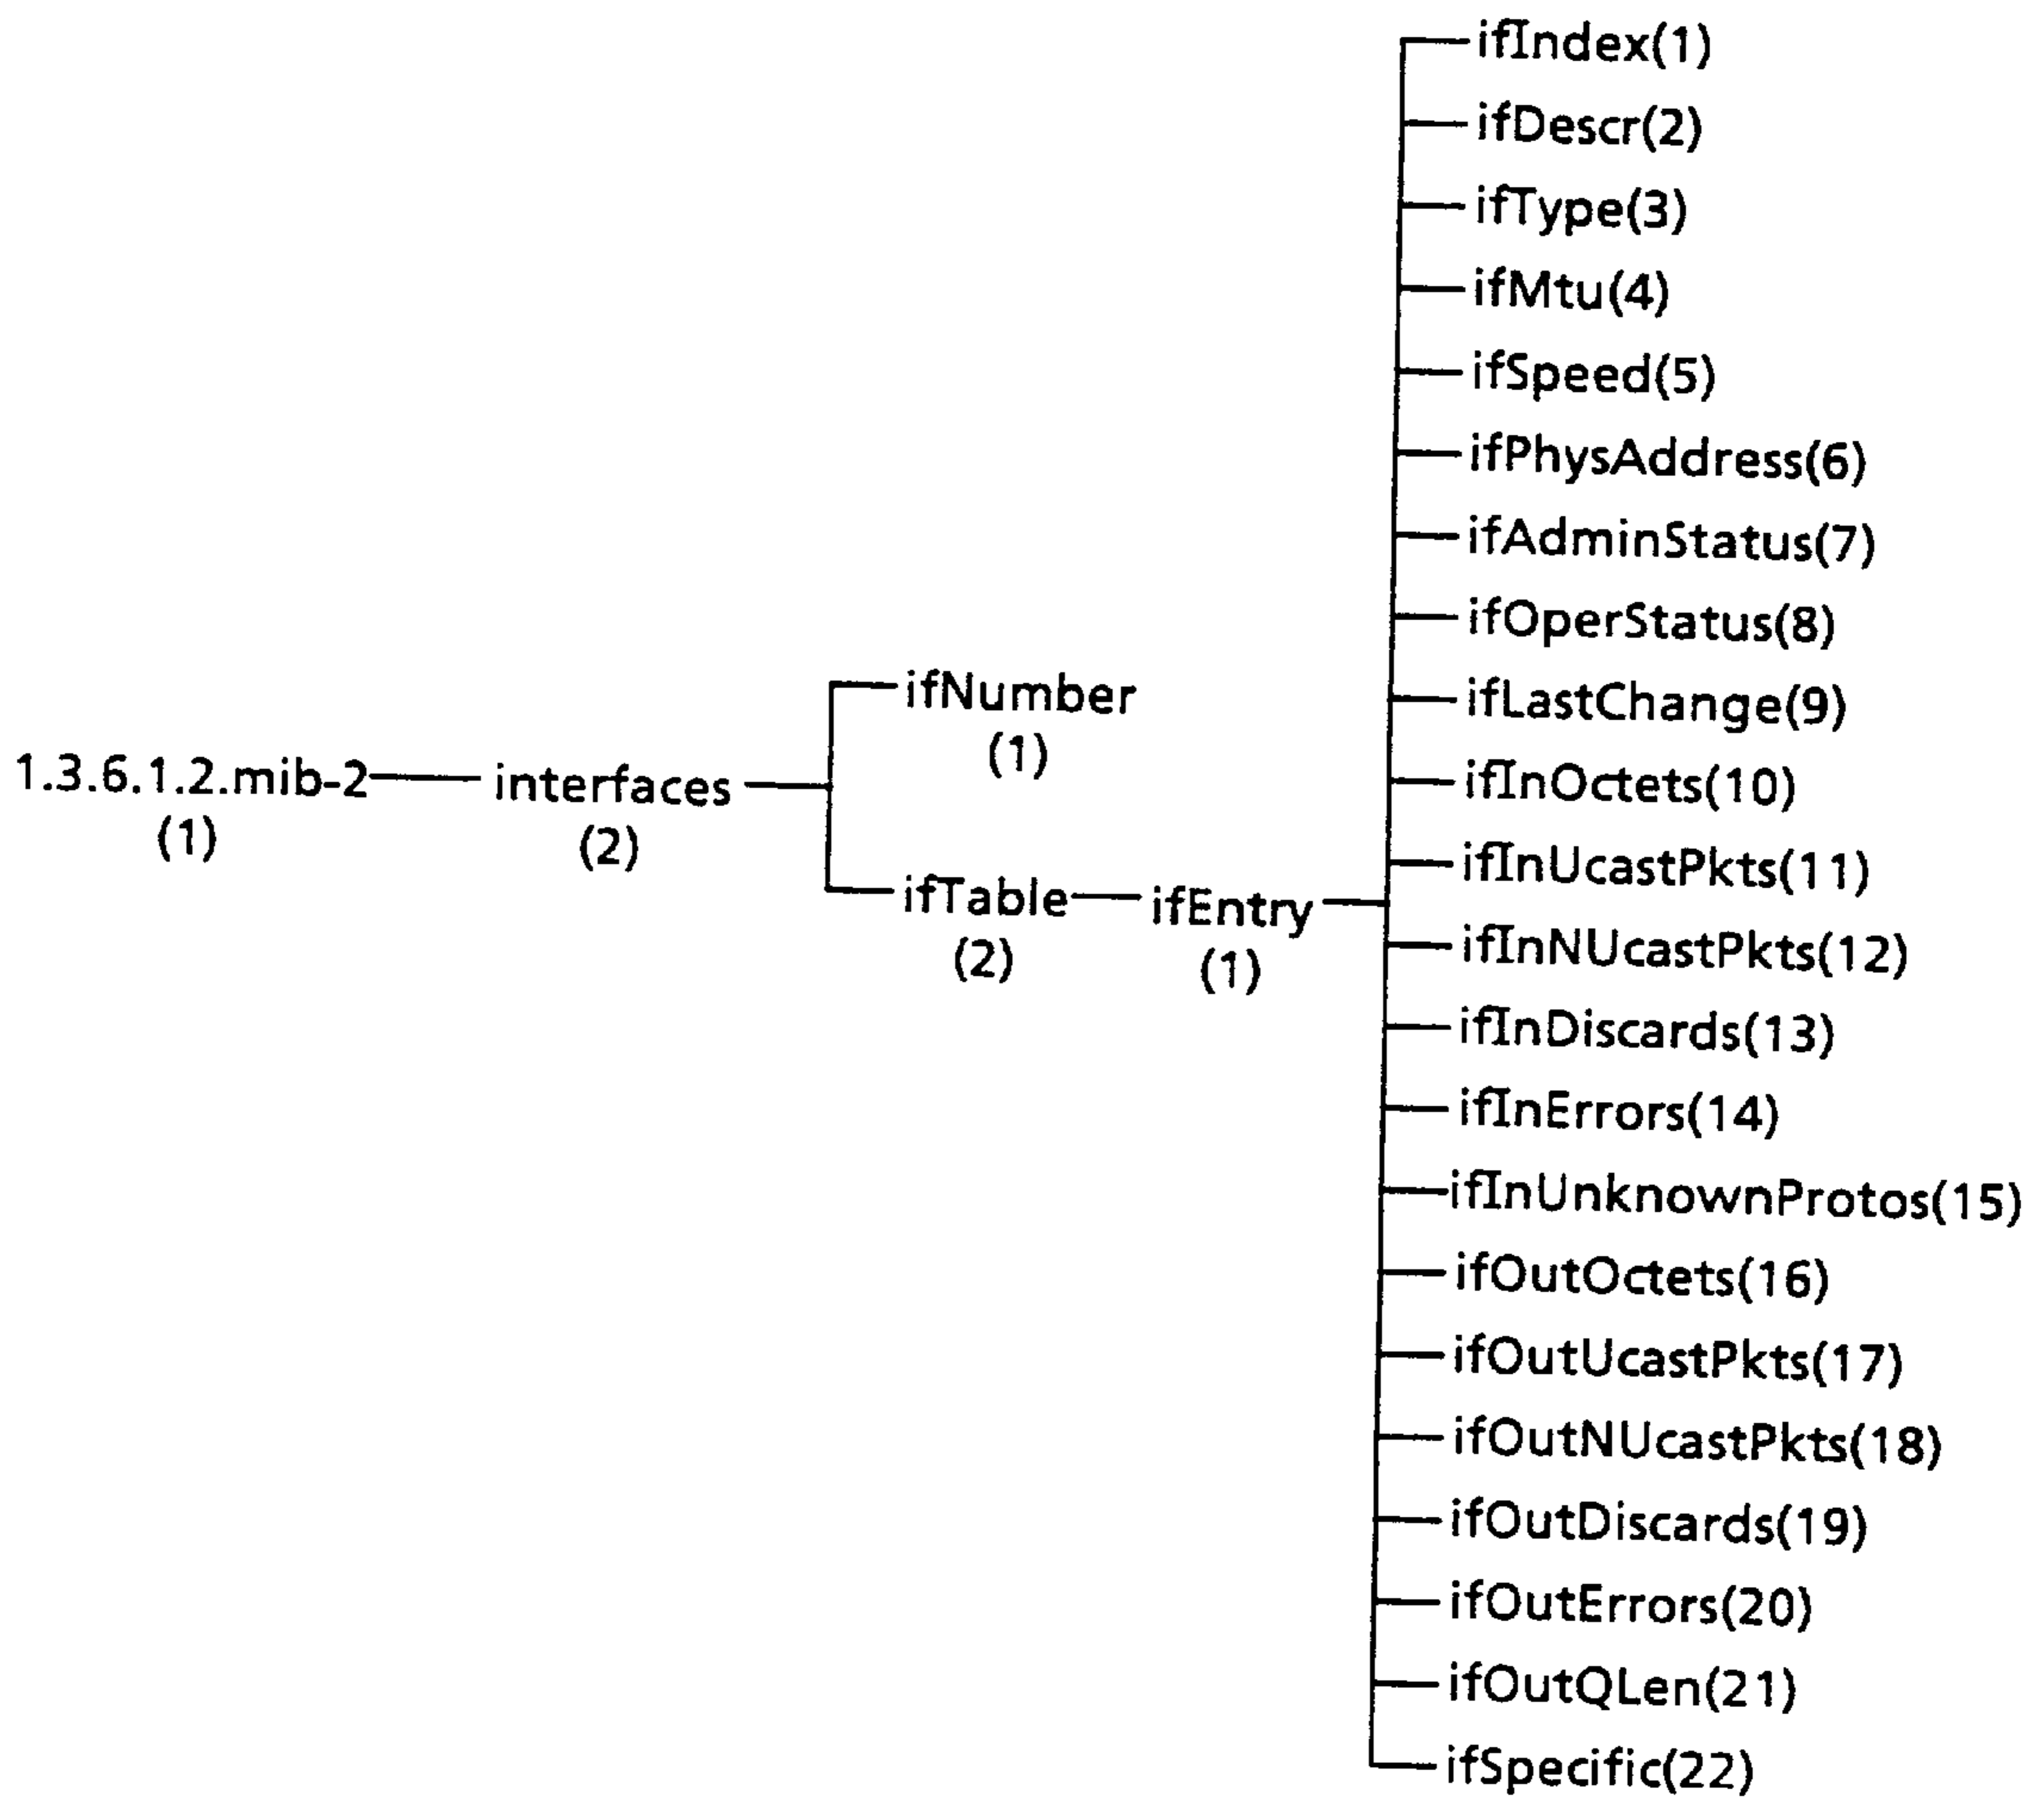 ifIndex(1)
ifDescr(2)
ifType(3)
ifMtu(4)
ifSpeed(5)
ifPhysAddress(6)
ifAdminStatus(7)
ifOperStatus(8)
ifNumber
(1)
ifLastChange(9)
1.3.6.1.2.mib-2
(1)
interfaces
(2)
ifInOctets(10)
ifInUcastPkts(11)
ifTable
(2)
ifEntry
(1)
ifInNUcastPkts(12)
ifInDiscards(13)
ifInErrors(14)
ifInUnknownProtos(15)
ifOutOctets(16)
ifOutUcastPkts(17)
ifOutNUcastPkts(18)
ifOutDiscards(19)
ifOutErrors(20)
ifOutQLen(21)
ifSpecific(22)